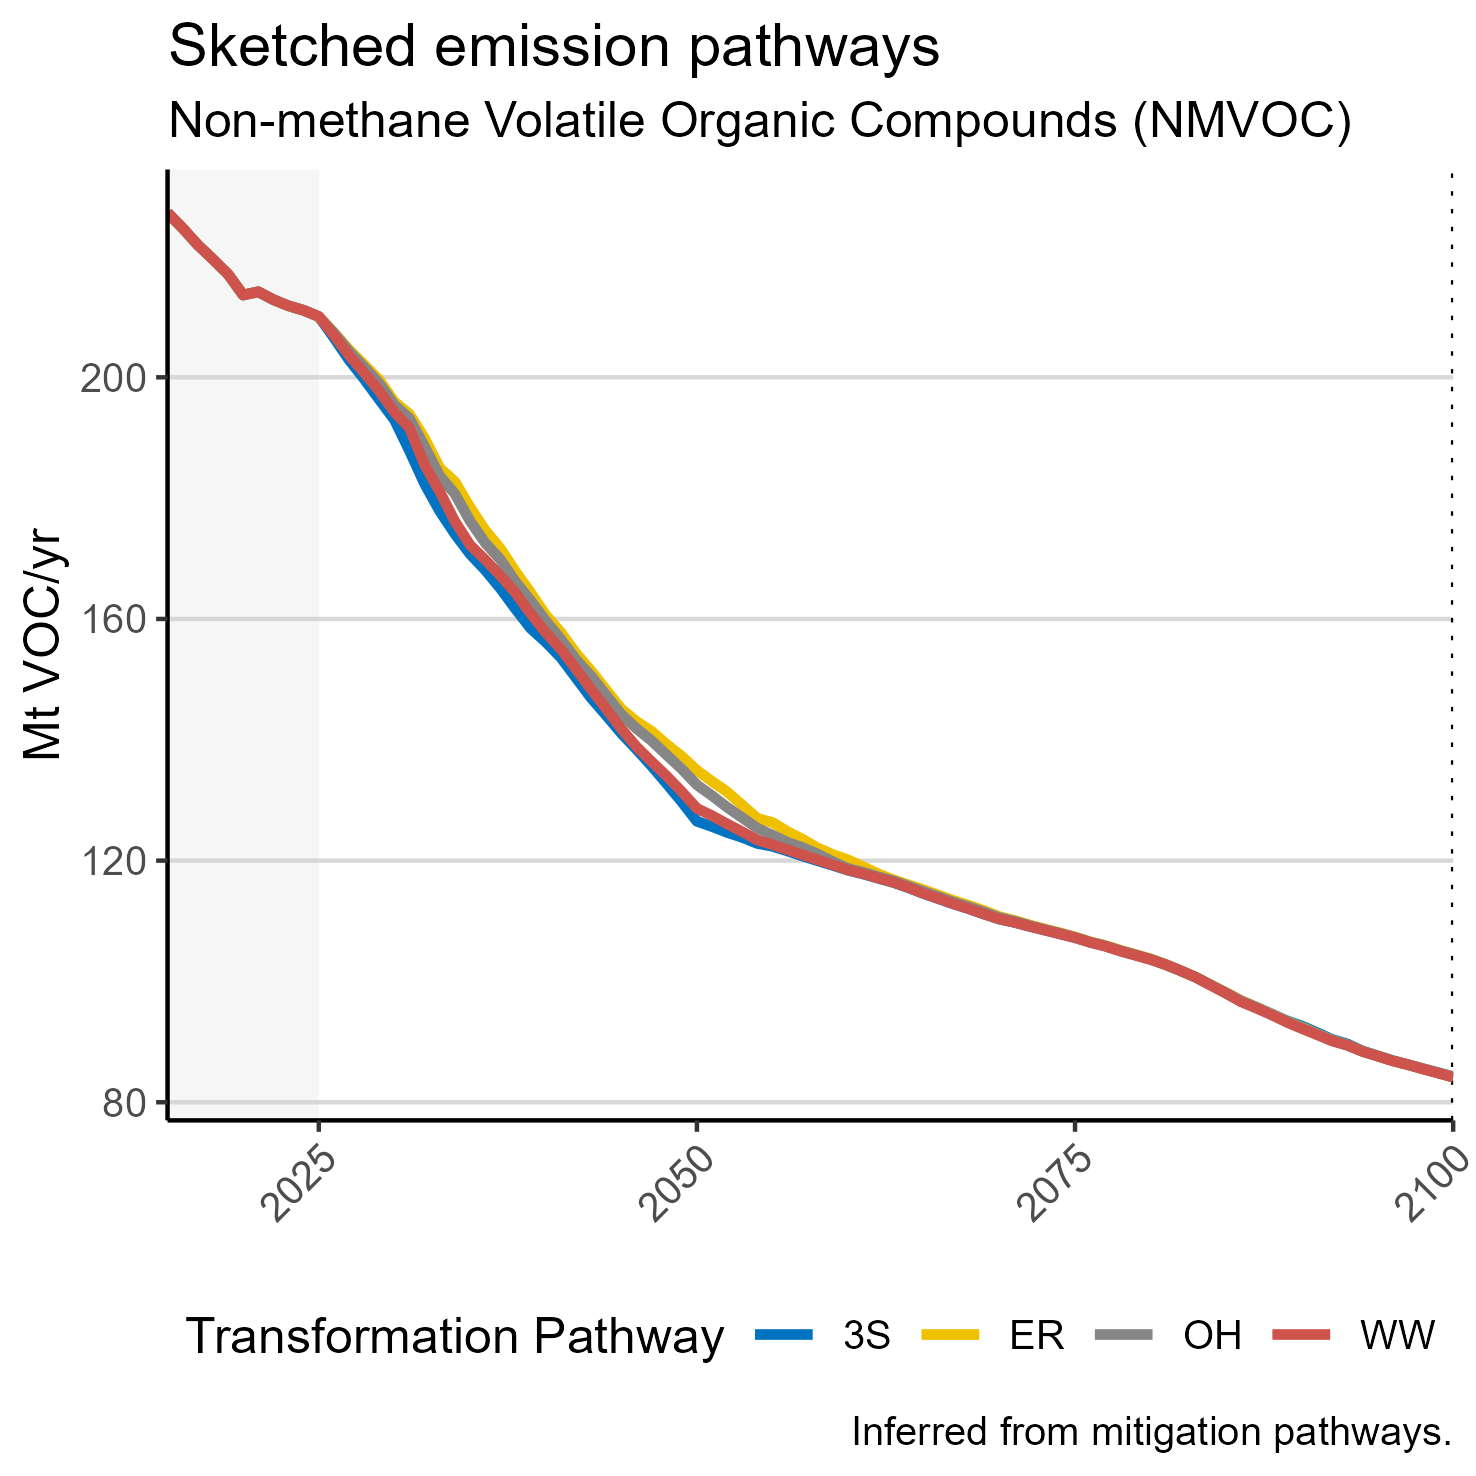 Sketched emission pathways
Non-methane Volatile Organic Compounds (NMVOC)
Mt VOC/yr
200
160
120
80
2025
2050
2075
2100
Transformation Pathway 3S ER OH WW
Inferred from mitigation pathways.